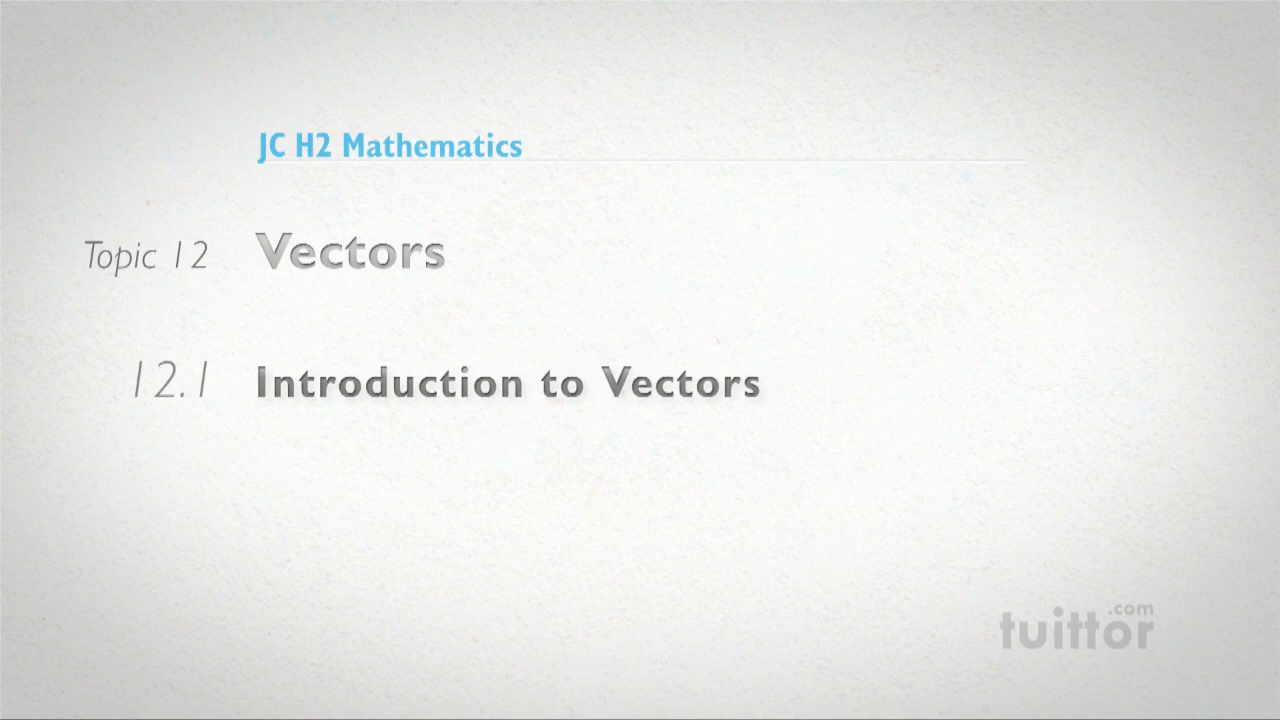 JC H2 Mathematics
Topic 12 Vectors
12.1 Introduction to Vectors
tuittor.com